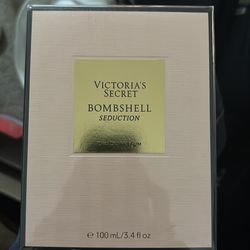 VICTORIA'S
SECRET
BOMBSHELL
SEDUCTION
℮ 100 mL/3.4 fl oz